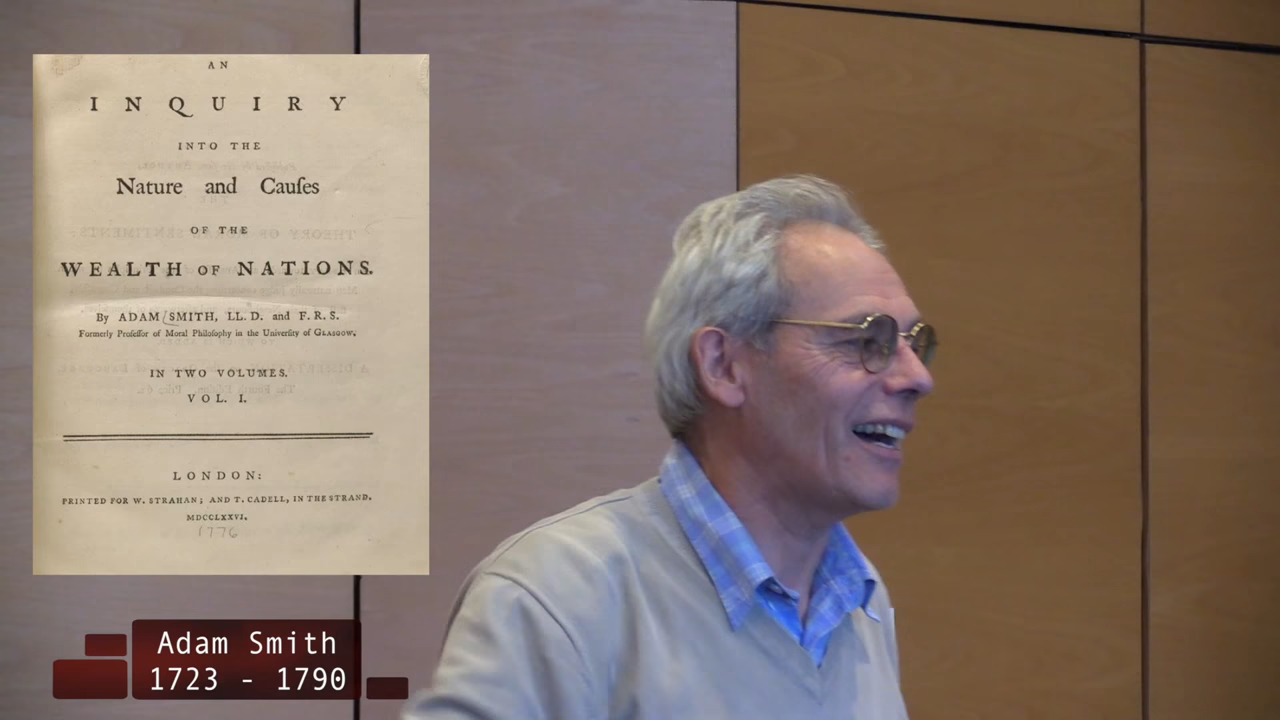 AN
INQUIRY
INTO THE
Nature and Cauſes
OF THE
WEALTH OF NATIONS.
By ADAM SMITH, LL. D. and F. R. S.
Formerly Profeſſor of Moral Philoſophy in the Univerſity of GLASGOW.
IN TWO VOLUMES.
VOL. I.
LONDON:
PRINTED FOR W. STRAHAN; AND T. CADELL, IN THE STRAND.
MDCCLXXVI.
1776
Adam Smith
1723 - 1790